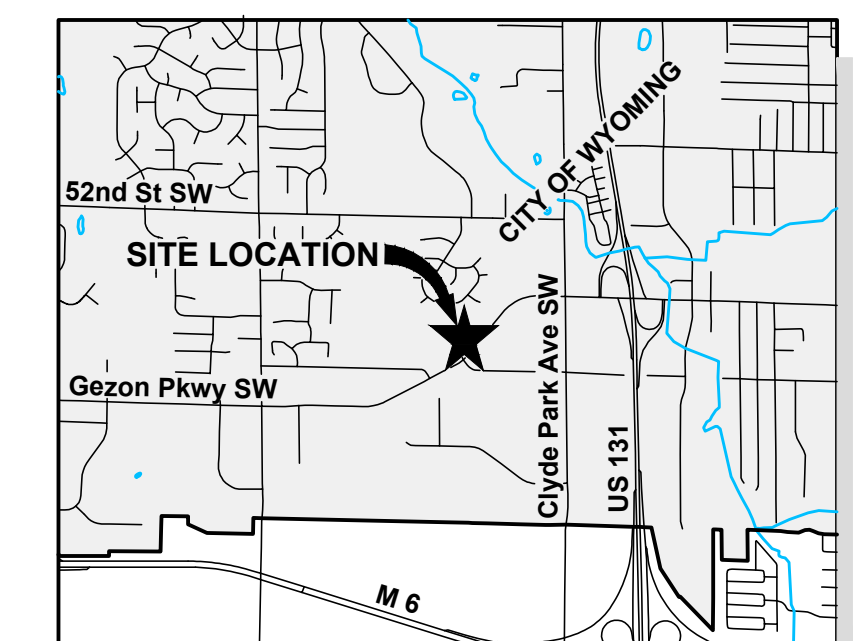 CITY OF WYOMING
52nd St SW
SITE LOCATION
Clyde Park Ave SW
Gezon Pkwy SW
US 131
M 6